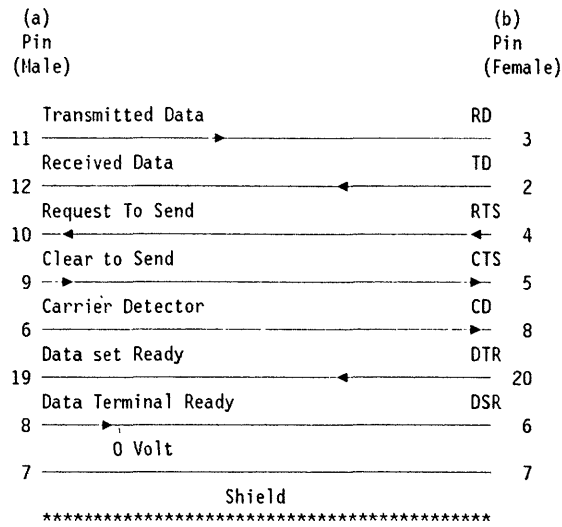 (a) (b)
Pin Pin
(Male) (Female)
Transmitted Data RD
11 3
Received Data TD
12 2
Request To Send RTS
10 4
Clear to Send CTS
9 5
Carrier Detector CD
6 8
Data set Ready DTR
19 20
Data Terminal Ready DSR
8 6
0 Volt
7 7
Shield
******************************************